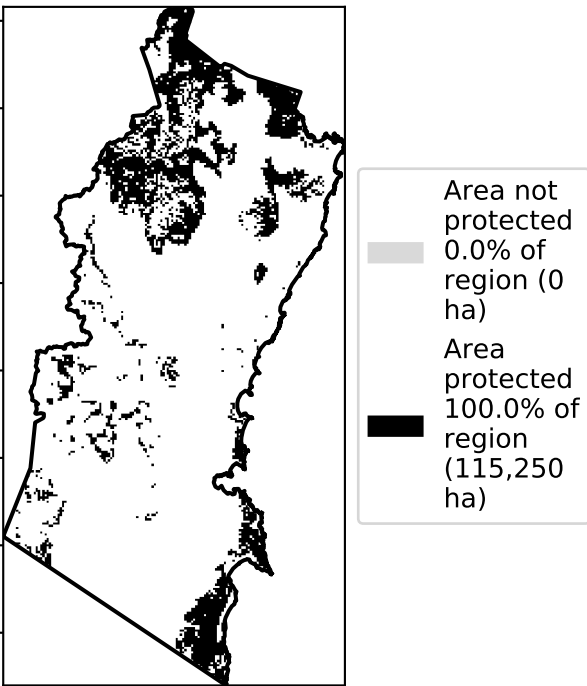 Area not
protected
0.0% of
region (0
ha)
Area
protected
100.0% of
region
(115,250
ha)